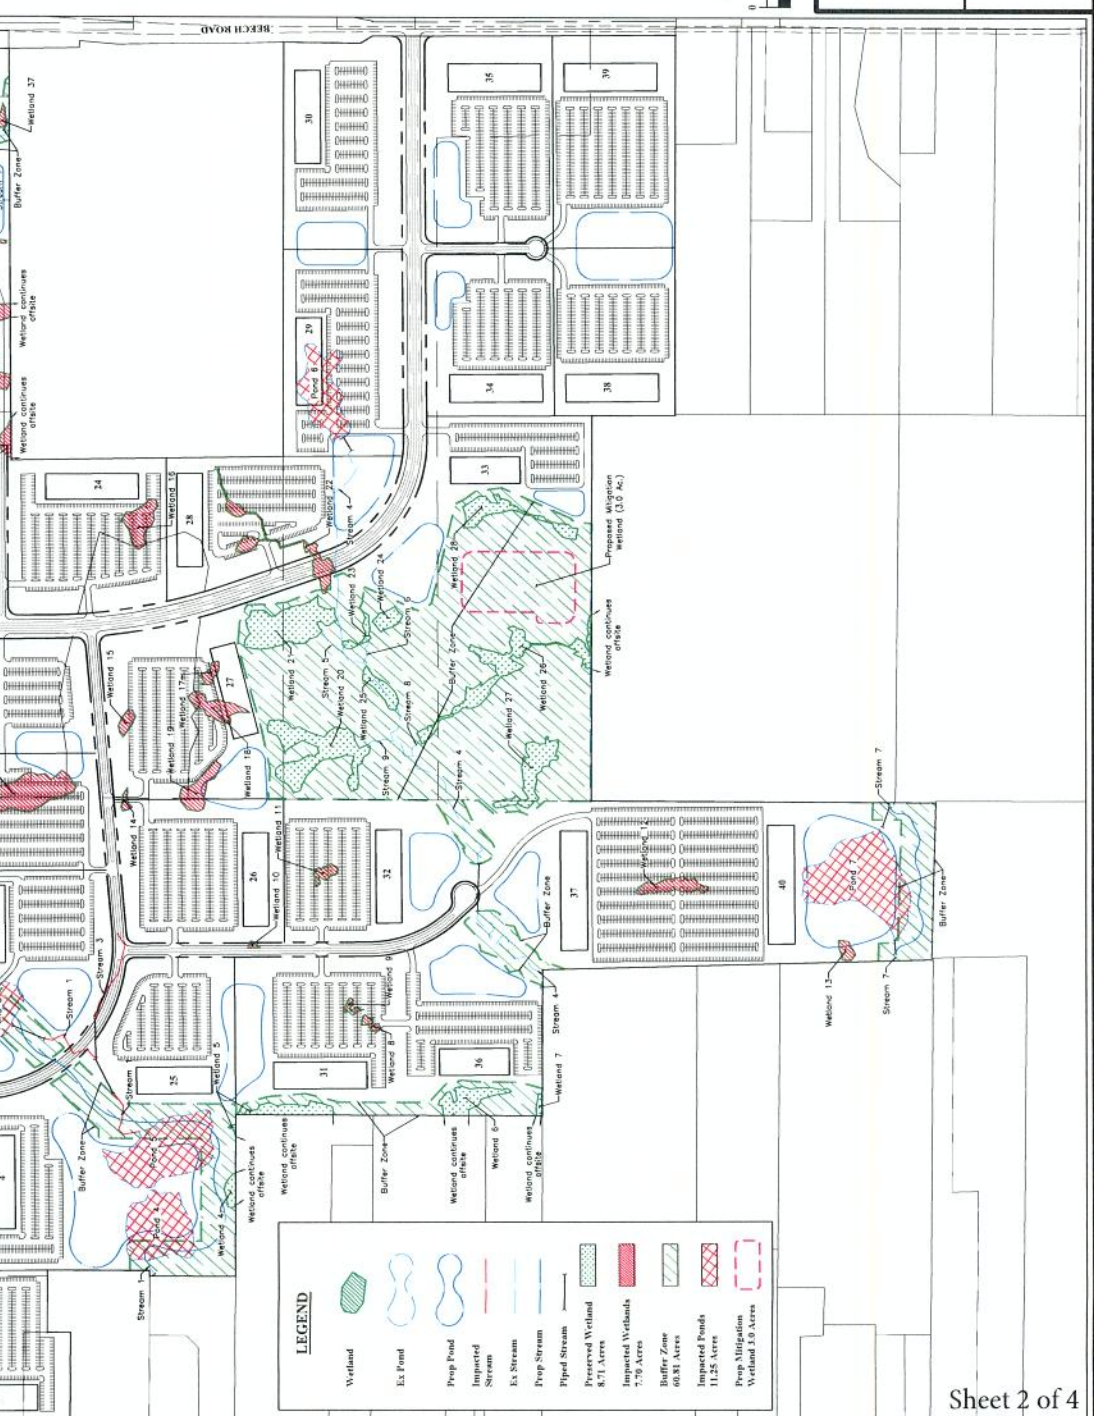 BEECH ROAD
Wetland 37
Buffer Zone
Wetland continues
offsite
Wetland continues
offsite
30
35
39
29
Pond 8
34
38
24
Wetland 16
28
Wetland 22
Stream 4
33
Wetland 23
Wetland 24
Stream 6
Wetland 28
Proposed Mitigation
Wetland (3.0 Ac.)
Wetland continues
offsite
Buffer Zone
Wetland 15
Wetland 17
27
Wetland 19
Wetland 18
Wetland 21
Stream 5
Wetland 20
Wetland 25
Stream 8
Stream 9
Stream 4
Wetland 27
Wetland 26
Wetland 14
26
Wetland 11
Wetland 10
32
37
Wetland 12
40
Pond 7
Stream 7
Buffer Zone
Buffer Zone
Wetland 13
Stream 7
Stream 3
Stream 1
Stream 1
25
Wetland 5
31
Wetland 9
Wetland 8
36
Stream 4
Wetland 7
Buffer Zone
Pond 5
Pond 4
Wetland 4
Wetland continues
offsite
Wetland continues
offsite
Buffer Zone
Wetland continues
offsite
Wetland 6
Wetland continues
offsite
Stream 1
4
LEGEND
Wetland
Ex Pond
Prop Pond
Impacted
Stream
Ex Stream
Prop Stream
Piped Stream
Preserved Wetland
8.71 Acres
Impacted Wetlands
7.70 Acres
Buffer Zone
60.81 Acres
Impacted Ponds
11.25 Acres
Prop Mitigation
Wetland 3.0 Acres
Sheet 2 of 4